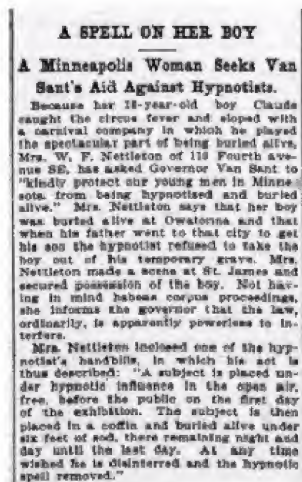 A SPELL ON HER BOY
A Minneapolis Woman Seeks Van
Sant's Aid Against Hypnotists.
Because her 18-year-old boy Claude
caught the circus fever and eloped with
a carnival company in which he played
the spectacular part of being buried alive,
Mrs. W. F. Nettleton of 119 Fourth ave-
nue SE, has asked Governor Van Sant to
"kindly protect our young men in Minne
sota from being hypnotised and buried
alive." Mrs. Nettleton says that her boy
was buried alive at Owatonna and that
when his father went to that city to get
his son the hypnotist refused to take the
boy out of his temporary grave. Mrs.
Nettleton made a scene at St. James and
secured possession of the boy. Not hav-
ing in mind habeas corpus proceedings,
she informs the governor that the law,
ordinarily, is apparently powerless to in-
terfere.
Mrs. Nettleton inclosed one of the hyp-
notist's handbills, in which his act is
thus described: "A subject is placed un-
der hypnotic influence in the open air,
free, before the public on the first day
of the exhibition. The subject is then
placed in a coffin and buried alive under
six feet of sod, there remaining night and
day until the last day. At any time
wished he is disinterred and the hypnotic
spell removed."